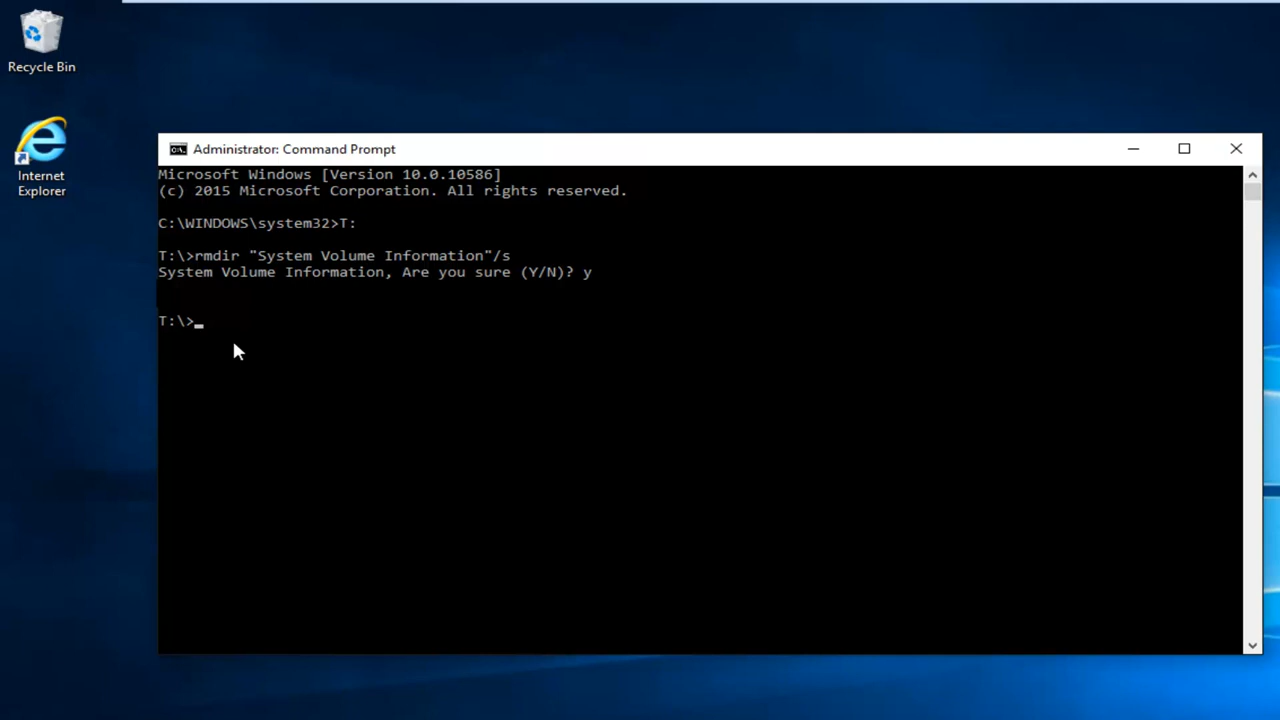 Recycle Bin
Internet
Explorer
Administrator: Command Prompt
Microsoft Windows [Version 10.0.10586]
(c) 2015 Microsoft Corporation. All rights reserved.
C:\WINDOWS\system32>T:
T:\>rmdir "System Volume Information"/s
System Volume Information, Are you sure (Y/N)? y
T:\>